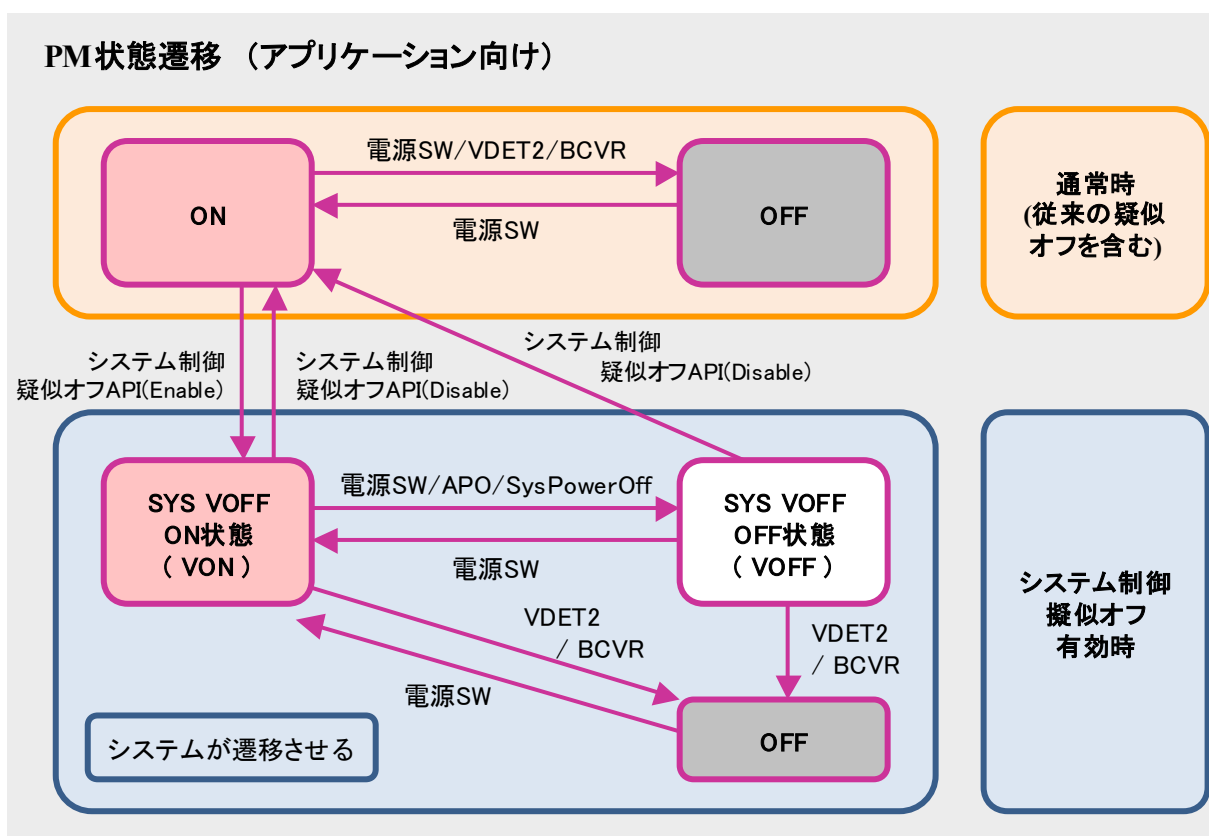 PM状態遷移 （アプリケーション向け）
電源SW/VDET2/BCVR
ON
OFF
電源SW
通常時
(従来の疑似
オフを含む)
システム制御
疑似オフAPI(Enable)
システム制御
疑似オフAPI(Disable)
システム制御
疑似オフAPI(Disable)
SYS VOFF
ON状態
( VON )
電源SW/APO/SysPowerOff
電源SW
SYS VOFF
OFF状態
( VOFF )
システム制御
擬似オフ
有効時
VDET2
/ BCVR
VDET2
/ BCVR
電源SW
OFF
システムが遷移させる